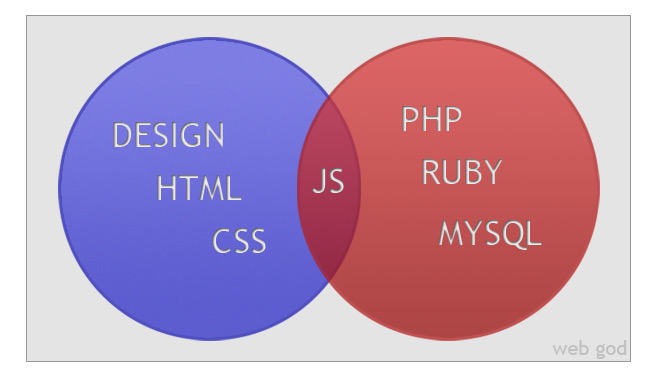 DESIGN
HTML
CSS
JS
PHP
RUBY
MYSQL
web god